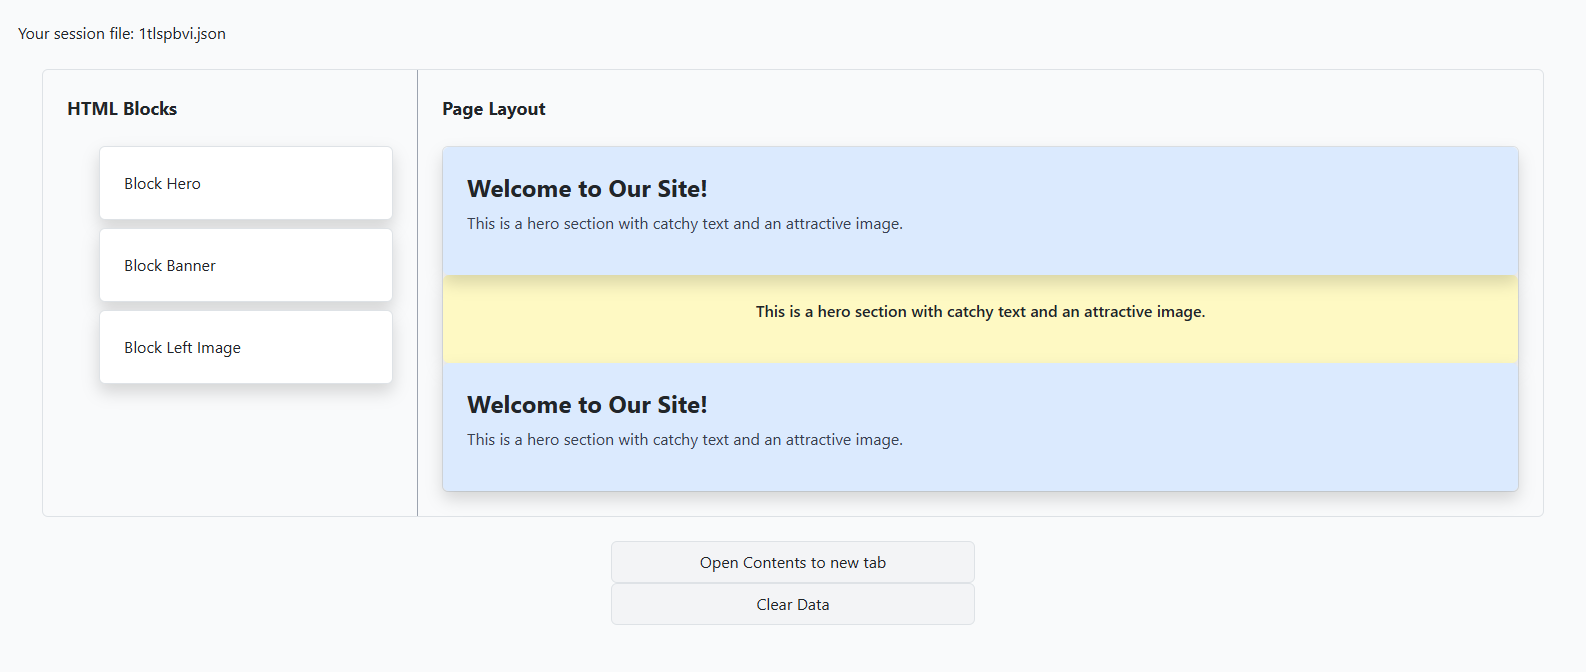 Your session file: 1tlspbvi.json
HTML Blocks
Block Hero
Block Banner
Block Left Image
Page Layout
Welcome to Our Site!
This is a hero section with catchy text and an attractive image.
This is a hero section with catchy text and an attractive image.
Welcome to Our Site!
This is a hero section with catchy text and an attractive image.
Open Contents to new tab
Clear Data